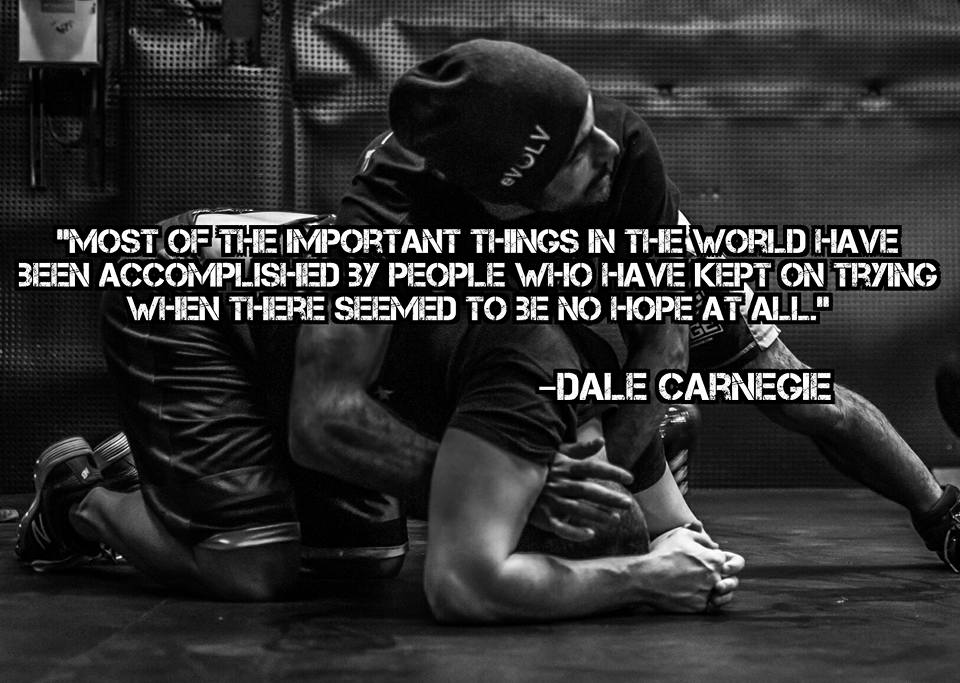 evOLV
"MOST OF THE IMPORTANT THINGS IN THE WORLD HAVE
BEEN ACCOMPLISHED BY PEOPLE WHO HAVE KEPT ON TRYING
WHEN THERE SEEMED TO BE NO HOPE AT ALL."
-DALE CARNEGIE